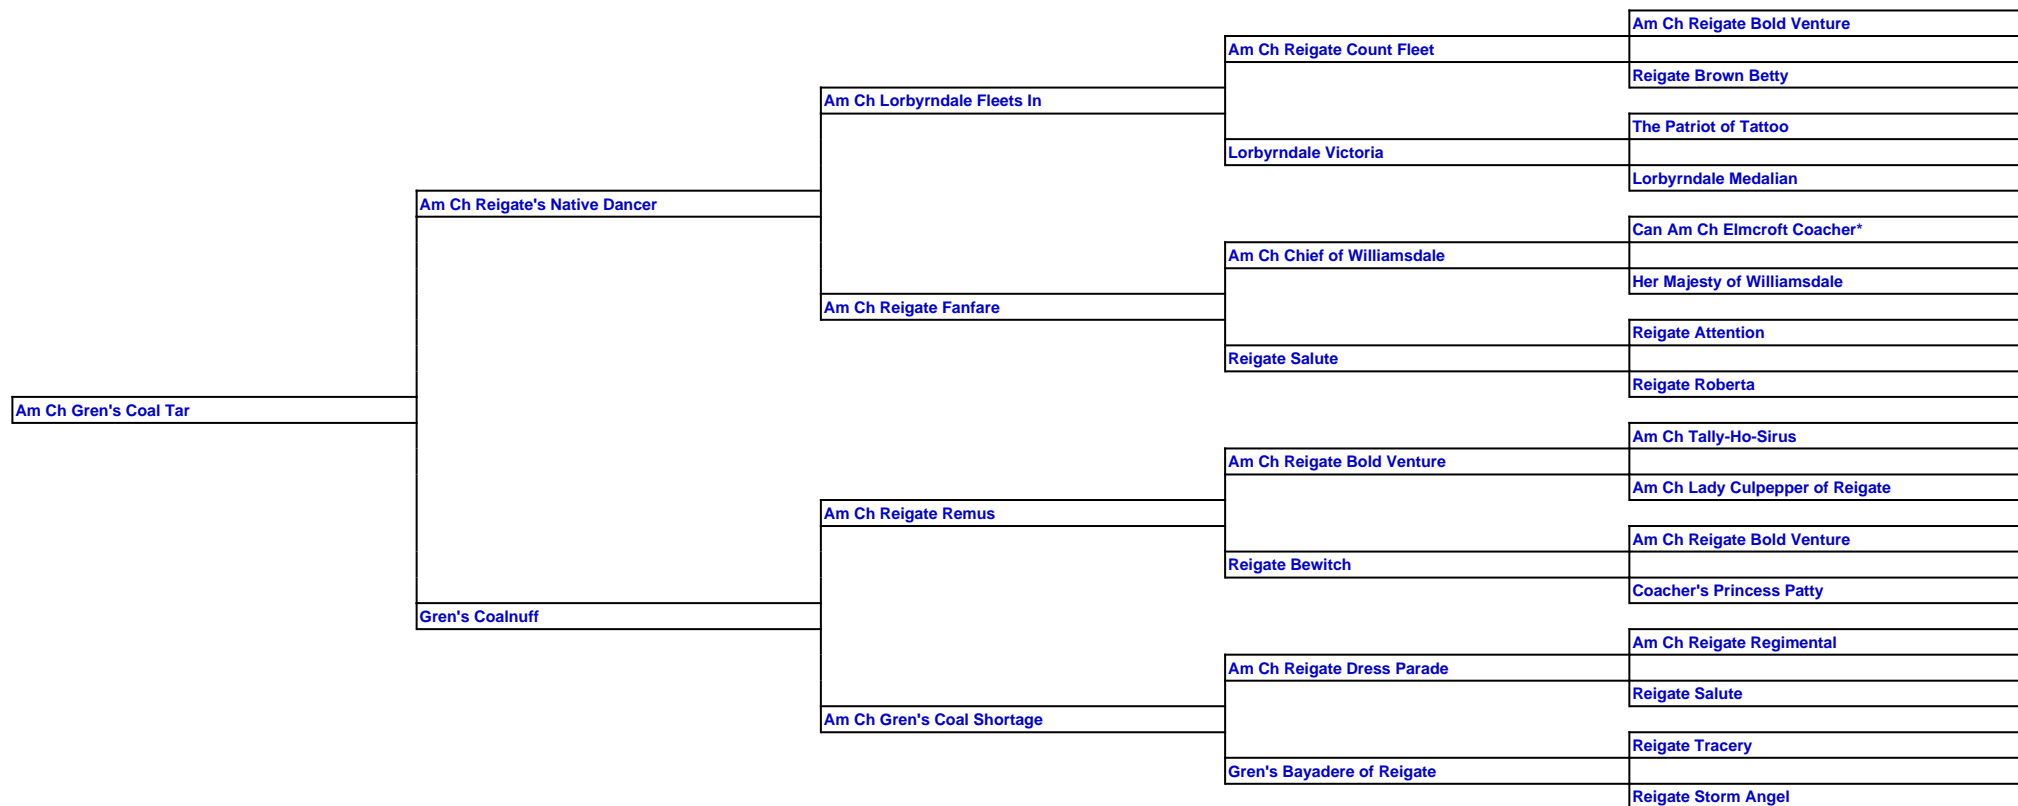 Am Ch Reigate Bold Venture
Am Ch Reigate Count Fleet
Reigate Brown Betty
Am Ch Lorbyrndale Fleets In
The Patriot of Tattoo
Lorbyrndale Victoria
Lorbyrndale Medalian
Am Ch Reigate's Native Dancer
Can Am Ch Elmcroft Coacher*
Am Ch Chief of Williamsdale
Her Majesty of Williamsdale
Am Ch Reigate Fanfare
Reigate Attention
Reigate Salute
Reigate Roberta
Am Ch Gren's Coal Tar
Am Ch Tally-Ho-Sirus
Am Ch Reigate Bold Venture
Am Ch Lady Culpepper of Reigate
Am Ch Reigate Remus
Am Ch Reigate Bold Venture
Reigate Bewitch
Coacher's Princess Patty
Gren's Coalnuff
Am Ch Reigate Regimental
Am Ch Reigate Dress Parade
Reigate Salute
Am Ch Gren's Coal Shortage
Reigate Tracery
Gren's Bayadere of Reigate
Reigate Storm Angel